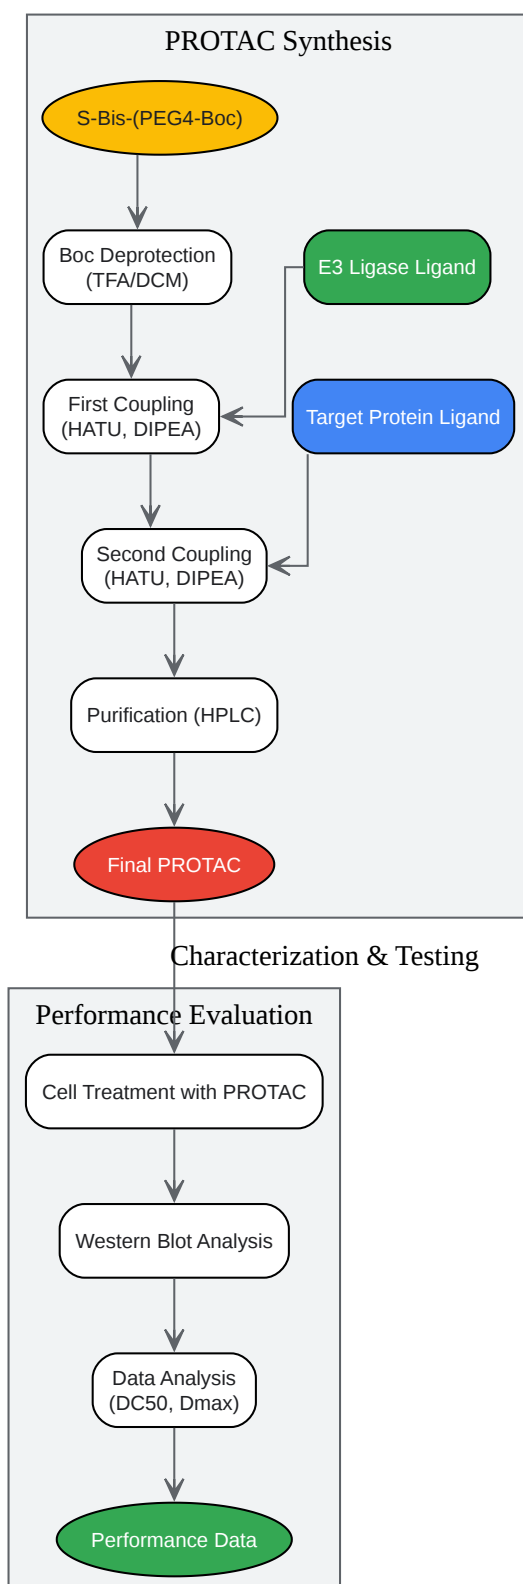 PROTAC Synthesis
S-Bis-(PEG4-Boc)
Boc Deprotection
(TFA/DCM)
E3 Ligase Ligand
First Coupling
(HATU, DIPEA)
Target Protein Ligand
Second Coupling
(HATU, DIPEA)
Purification (HPLC)
Final PROTAC
Characterization & Testing
Performance Evaluation
Cell Treatment with PROTAC
Western Blot Analysis
Data Analysis
(DC50, Dmax)
Performance Data